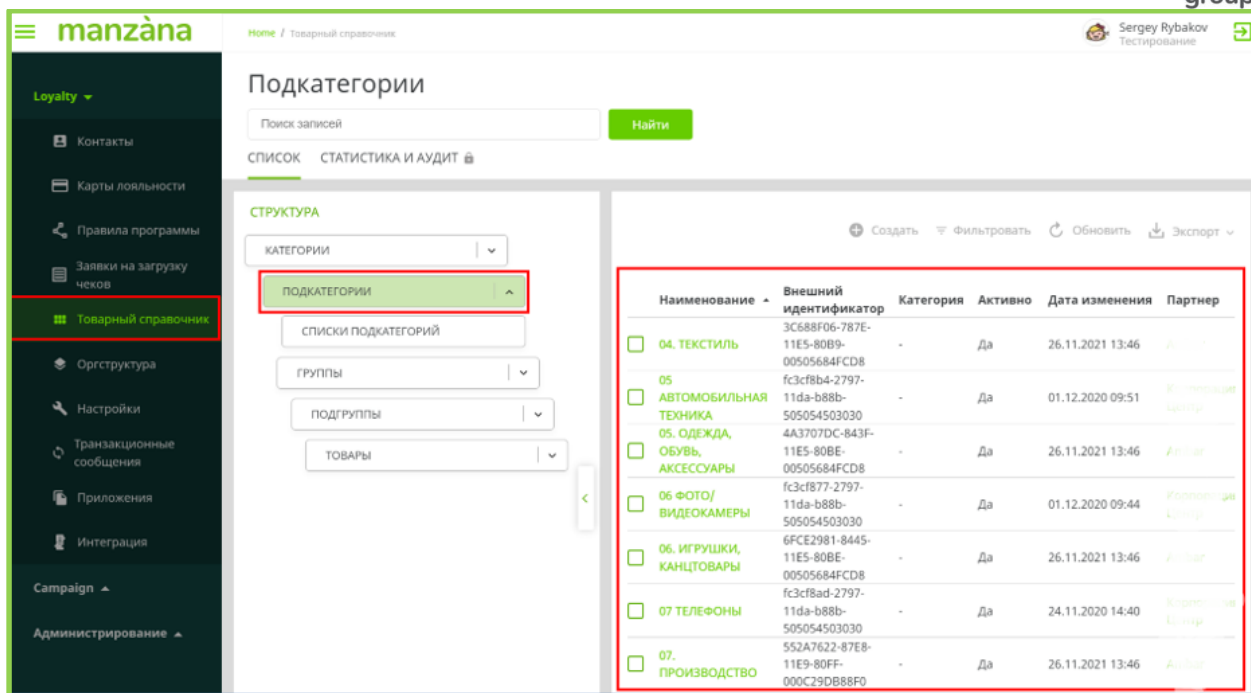 group
manzàna
Home / Товарный справочник
Sergey Rybakov
Тестирование
Loyalty
Контакты
Карты лояльности
Правила программы
Заявки на загрузку
чеков
Товарный справочник
Оргструктура
Настройки
Транзакционные
сообщения
Приложения
Интеграция
Campaign
Администрирование
Подкатегории
Поиск записей
Найти
СПИСОК СТАТИСТИКА И АУДИТ
СТРУКТУРА
КАТЕГОРИИ
ПОДКАТЕГОРИИ
СПИСКИ ПОДКАТЕГОРИЙ
ГРУППЫ
ПОДГРУППЫ
ТОВАРЫ
Создать Фильтровать Обновить Экспорт
Наименование Внешний идентификатор Категория Активно Дата изменения Партнер
3C688F06-787E-
04. ТЕКСТИЛЬ 11E5-80B9- - Да 26.11.2021 13:46
00505684FCD8
05 fc3cf8b4-2797-
АВТОМОБИЛЬНАЯ 11da-b88b- - Да 01.12.2020 09:51
ТЕХНИКА 505054503030
05. ОДЕЖДА, 4A3707DC-843F-
ОБУВЬ, 11E5-80BE- - Да 26.11.2021 13:46
АКСЕССУАРЫ 00505684FCD8
06 ФОТО/ fc3cf877-2797-
ВИДЕОКАМЕРЫ 11da-b88b- - Да 01.12.2020 09:44
505054503030
06. ИГРУШКИ, 6FCE2981-8445-
КАНЦТОВАРЫ 11E5-80BE- - Да 26.11.2021 13:46
00505684FCD8
fc3cf8ad-2797-
07 ТЕЛЕФОНЫ 11da-b88b- - Да 24.11.2020 14:40
505054503030
07. 552A7622-87E8-
ПРОИЗВОДСТВО 11E9-80FF- - Да 26.11.2021 13:46
000C29DB88F0